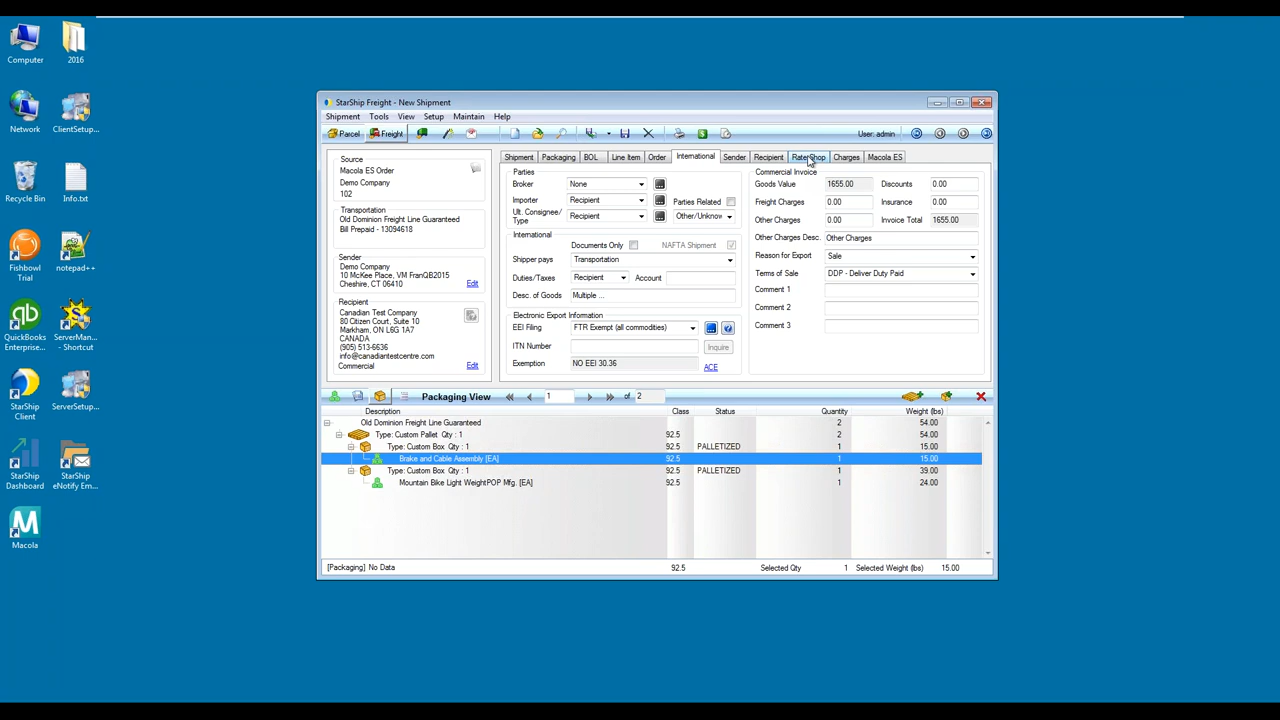 Computer
2016
Network
ClientSetup...
Recycle Bin
Info.txt
Fishbowl Trial
notepad++
QuickBooks Enterprise...
ServerMan... - Shortcut
StarShip Client
ServerSetup...
StarShip Dashboard
StarShip eNotify Em...
Macola
StarShip Freight - New Shipment
Shipment Tools View Setup Maintain Help
Parcel Freight User: admin
Source
Macola ES Order
Demo Company
102
Transportation
Old Dominion Freight Line Guaranteed
Bill Prepaid - 13094618
Sender
Demo Company
10 McKee Place, VM FranQB2015
Cheshire, CT 06410 Edit
Recipient
Canadian Test Company
80 Citizen Court, Suite 10
Markham, ON L6G 1A7
CANADA
(905) 513-6636
info@canadiantestcentre.com
Commercial Edit
Shipment Packaging BOL Line Item Order International Sender Recipient Rate Shop Charges Macola ES
Parties
Broker None
Importer Recipient Parties Related
Ult. Consignee/ Type Recipient Other/Unknow
International
Documents Only NAFTA Shipment
Shipper pays Transportation
Duties/Taxes Recipient Account
Desc. of Goods Multiple ...
Electronic Export Information
EEI Filing FTR Exempt (all commodities)
ITN Number Inquire
Exemption NO EEI 30.36 ACE
Commercial Invoice
Goods Value 1655.00 Discounts 0.00
Freight Charges 0.00 Insurance 0.00
Other Charges 0.00 Invoice Total 1655.00
Other Charges Desc. Other Charges
Reason for Export Sale
Terms of Sale DDP - Deliver Duty Paid
Comment 1
Comment 2
Comment 3
Packaging View 1 of 2
Description Class Status Quantity Weight (lbs)
Old Dominion Freight Line Guaranteed 2 54.00
Type: Custom Pallet Qty : 1 92.5 2 54.00
Type: Custom Box Qty : 1 92.5 PALLETIZED 1 15.00
Brake and Cable Assembly [EA] 92.5 1 15.00
Type: Custom Box Qty : 1 92.5 PALLETIZED 1 39.00
Mountain Bike Light WeightPOP Mfg. [EA] 92.5 1 24.00
[Packaging] No Data 92.5 Selected Qty 1 Selected Weight (lbs) 15.00